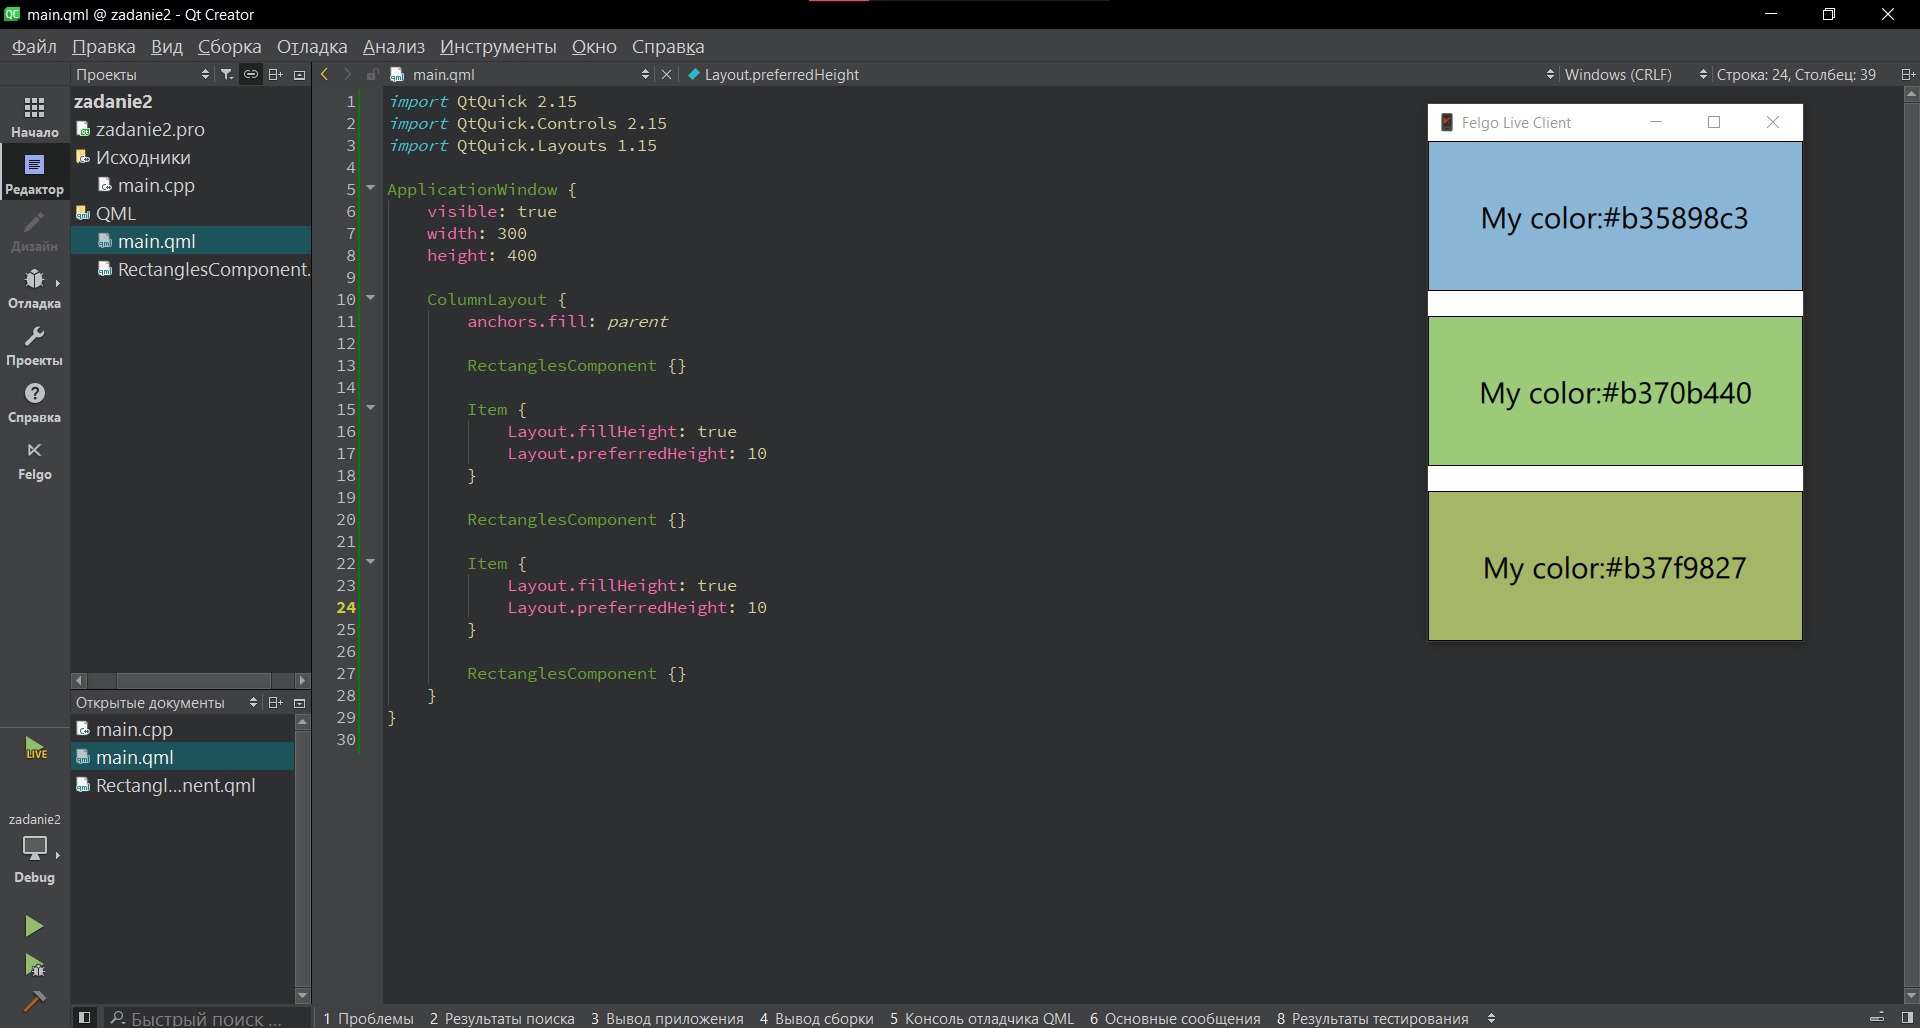 main.qml @ zadanie2 - Qt Creator
Файл Правка Вид Сборка Отладка Анализ Инструменты Окно Справка
Проекты
main.qml
Layout.preferredHeight
Windows (CRLF)
Строка: 24, Столбец: 39
Начало
Редактор
Дизайн
Отладка
Проекты
Справка
Felgo
LIVE
zadanie2
Debug
zadanie2
zadanie2.pro
Исходники
main.cpp
QML
main.qml
RectanglesComponent.
Открытые документы
main.cpp
main.qml
Rectangl...nent.qml
1 import QtQuick 2.15
2 import QtQuick.Controls 2.15
3 import QtQuick.Layouts 1.15
4
5 ApplicationWindow {
6 visible: true
7 width: 300
8 height: 400
9
10 ColumnLayout {
11 anchors.fill: parent
12
13 RectanglesComponent {}
14
15 Item {
16 Layout.fillHeight: true
17 Layout.preferredHeight: 10
18 }
19
20 RectanglesComponent {}
21
22 Item {
23 Layout.fillHeight: true
24 Layout.preferredHeight: 10
25 }
26
27 RectanglesComponent {}
28 }
29 }
30
Felgo Live Client
My color:#b35898c3
My color:#b370b440
My color:#b37f9827
Быстрый поиск ...
1 Проблемы 2 Результаты поиска 3 Вывод приложения 4 Вывод сборки 5 Консоль отладчика QML 6 Основные сообщения 8 Результаты тестирования